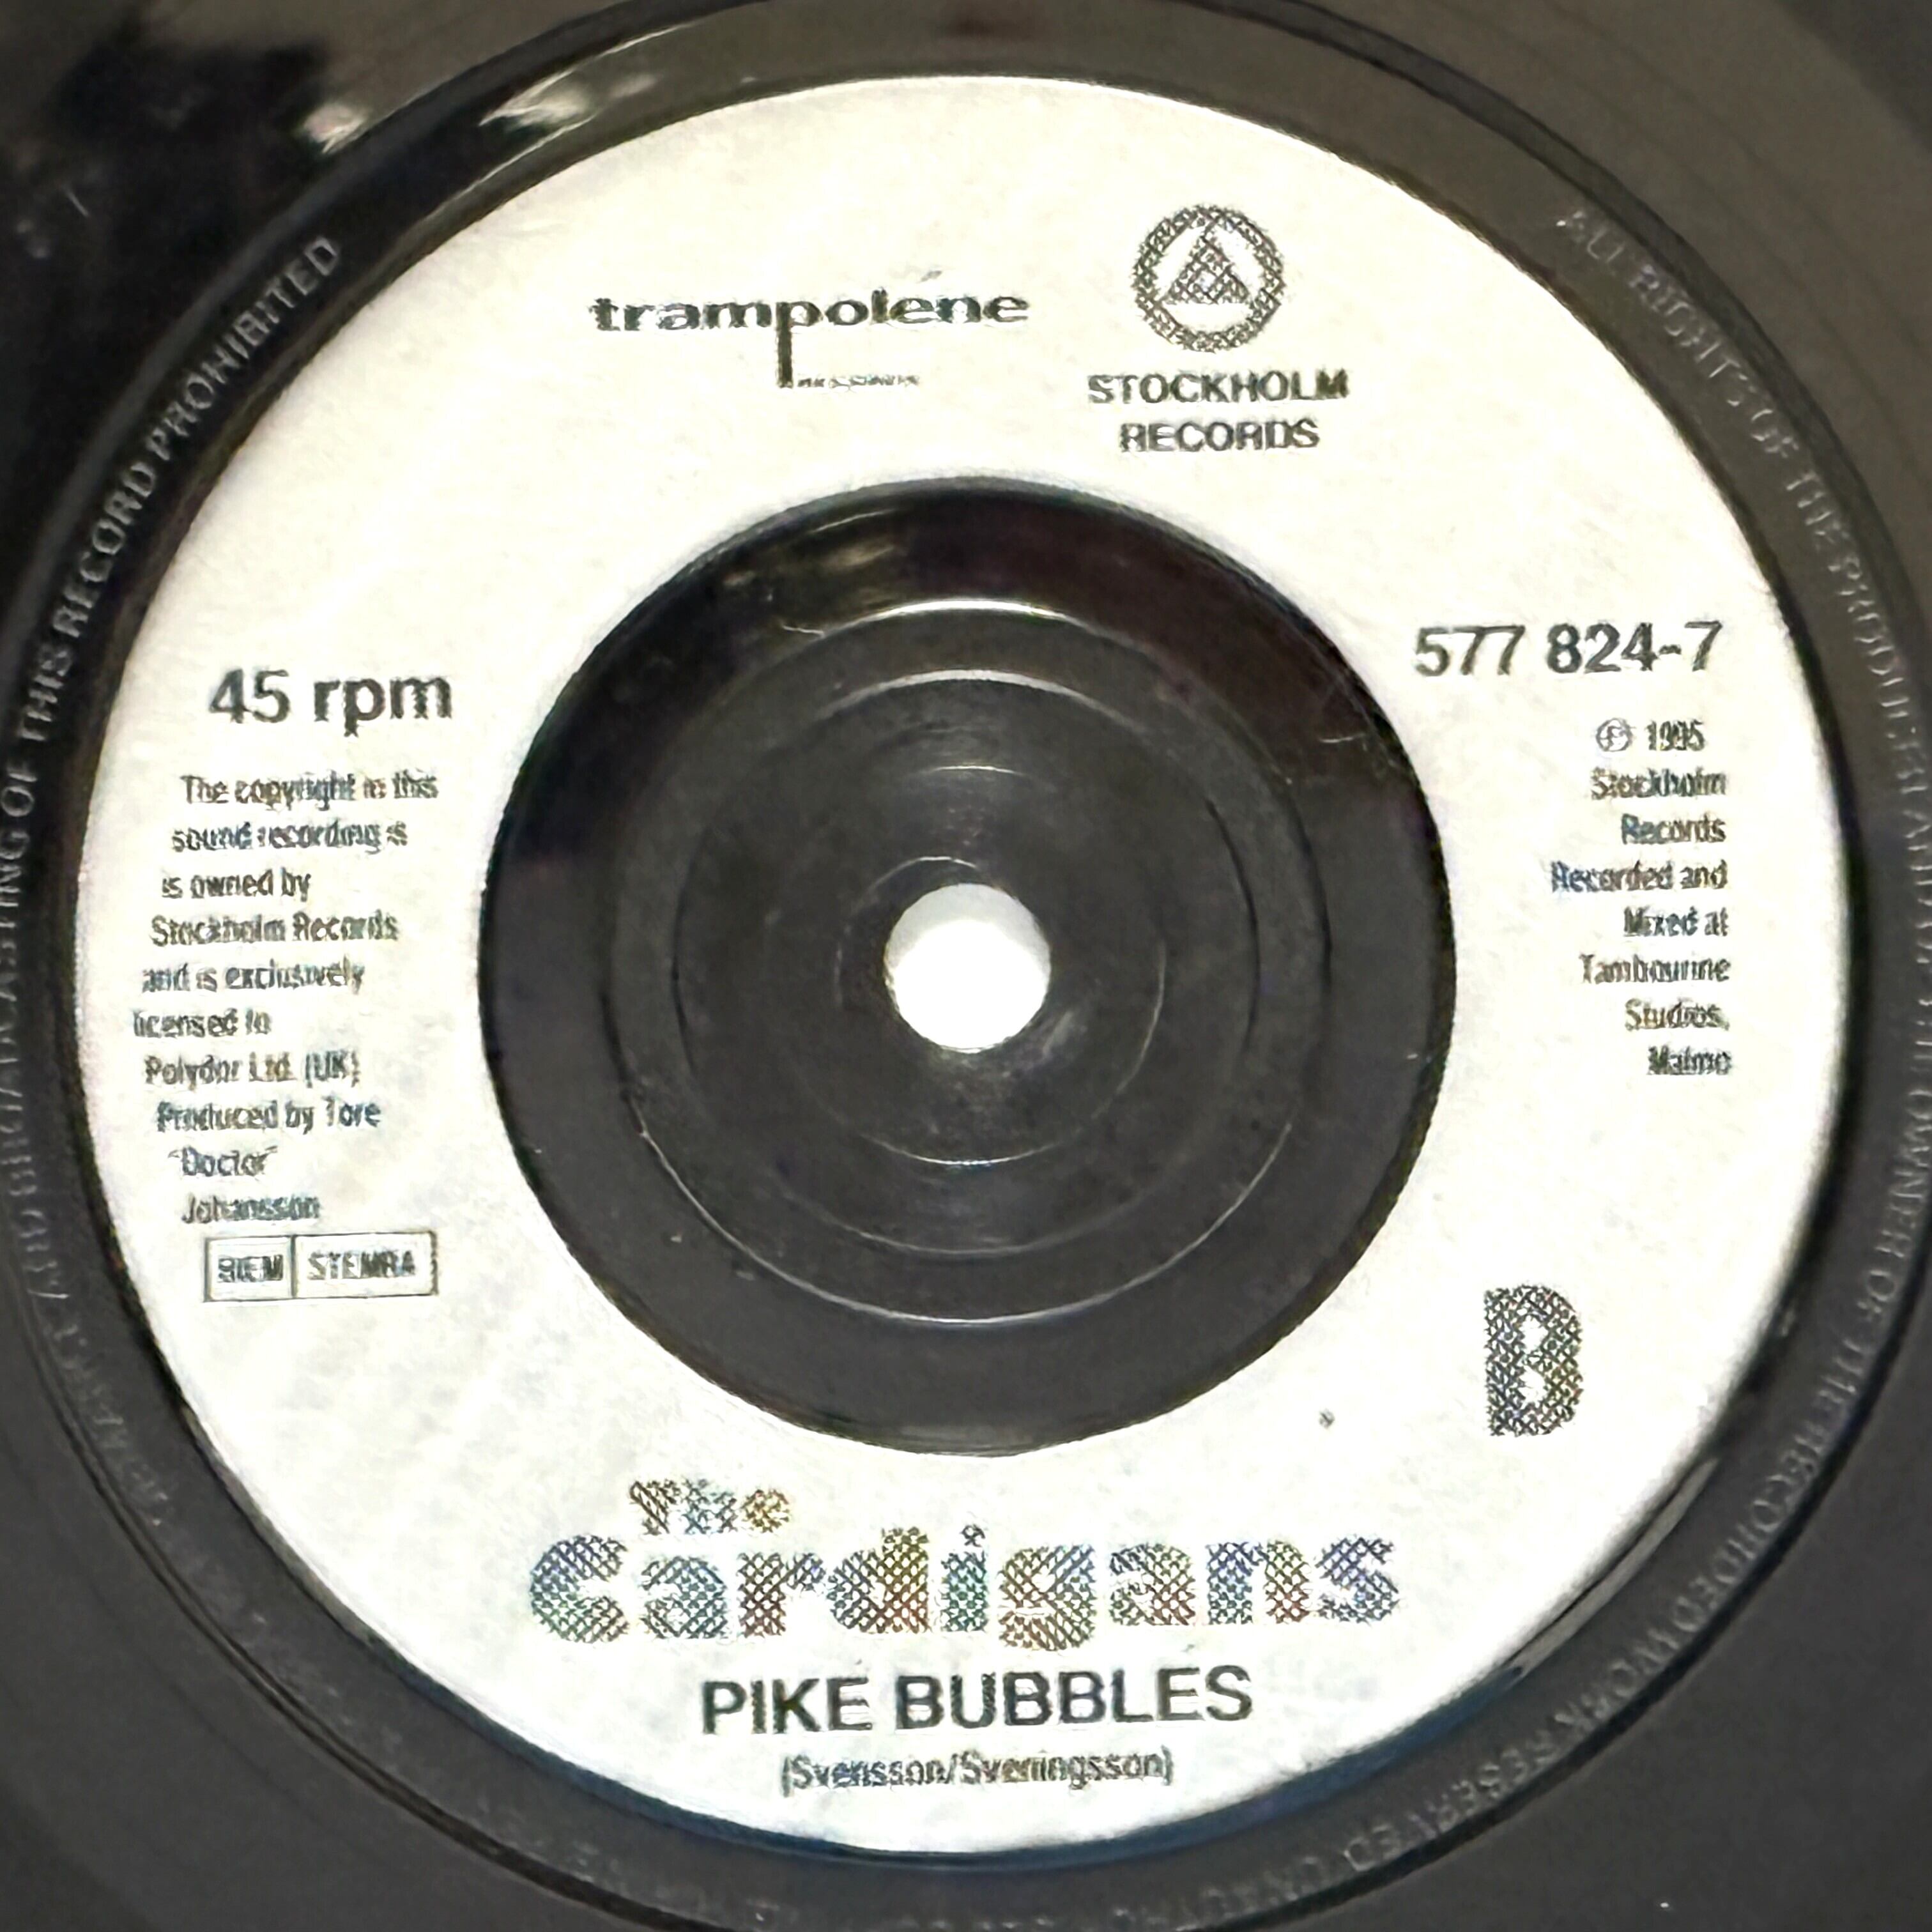 trampolene
STOCKHOLM
RECORDS
45 rpm
The copyright in this
sound recording is
is owned by
Stockholm Records
and is exclusively
licensed to
Polydor Ltd. (UK)
Produced by Tore
"Doctor"
Johansson
BIEM STEMRA
577 824-7
Ⓟ 1995
Stockholm
Records
Recorded and
Mixed at
Tambourine
Studios,
Malmo
B
the
cardigans
PIKE BUBBLES
(Svensson/Sveningsson)
ALL RIGHTS OF THE PRODUCER AND OF THE OWNER OF THE RECORDED WORK RESERVED
BROADCASTING OF THIS RECORD PROHIBITED